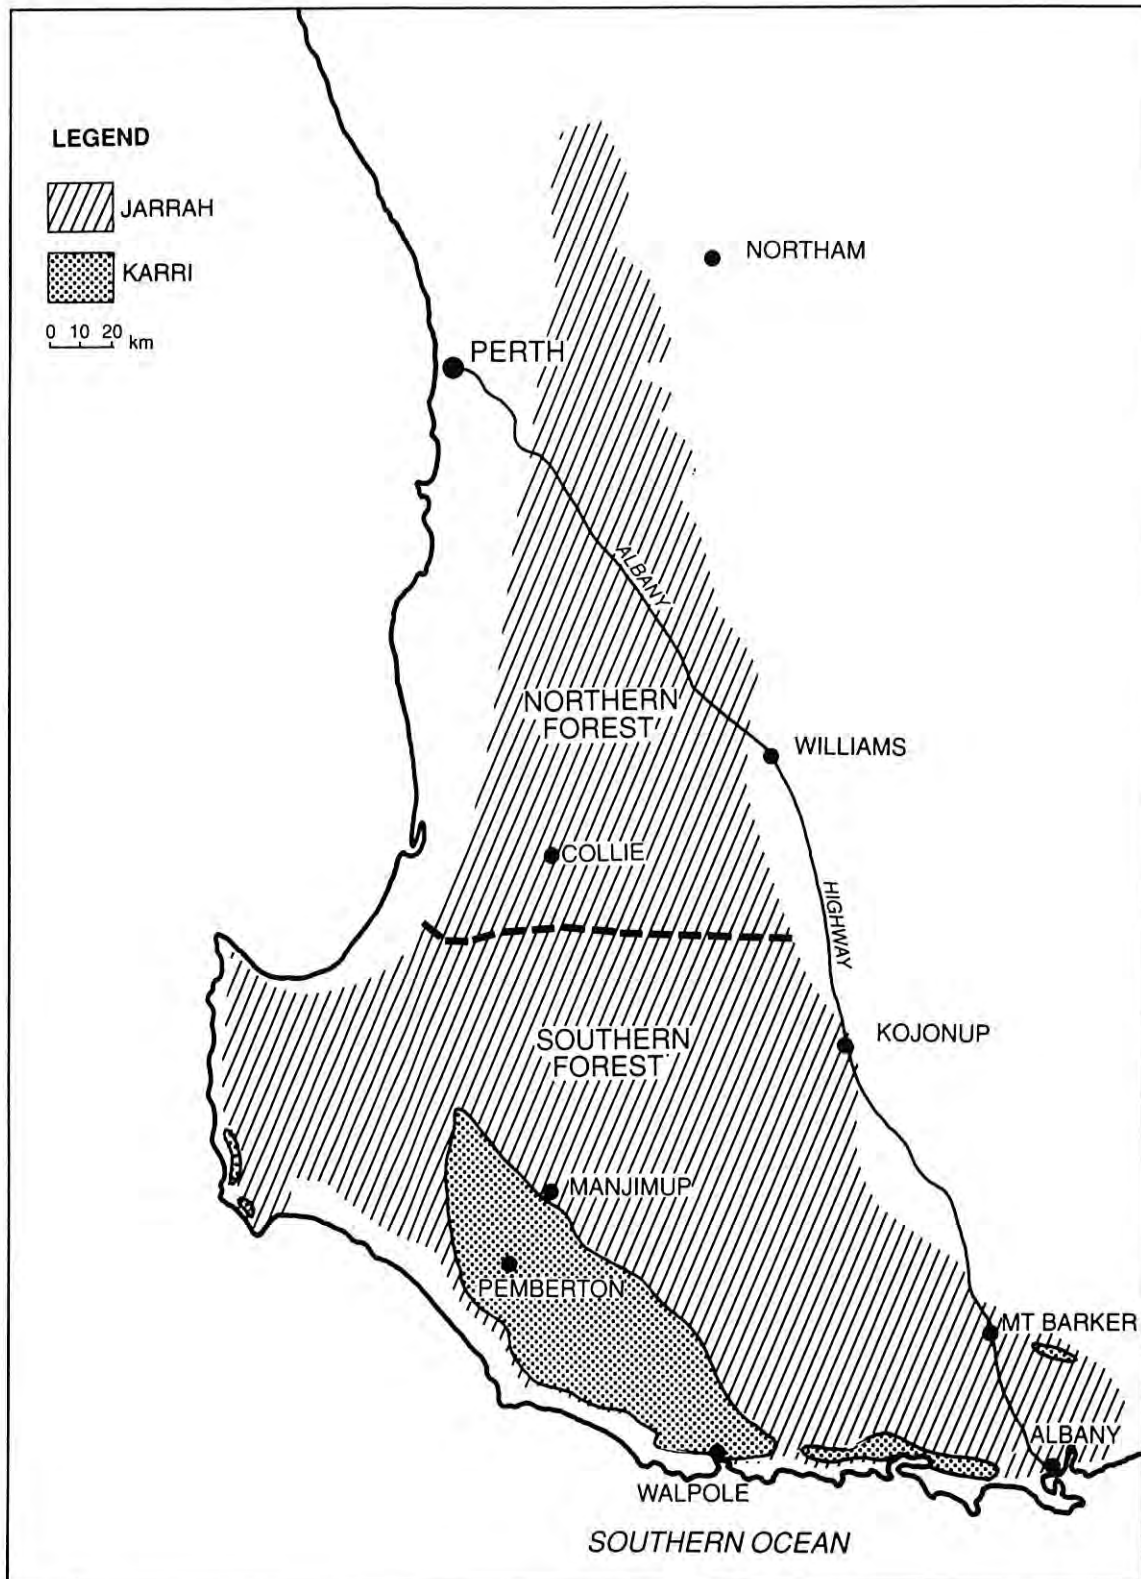 LEGEND
JARRAH
KARRI
0 10 20 km
NORTHAM
PERTH
ALBANY
NORTHERN
FOREST
WILLIAMS
COLLIE
HIGHWAY
SOUTHERN
FOREST
KOJONUP
MANJIMUP
PEMBERTON
MT BARKER
ALBANY
WALPOLE
SOUTHERN OCEAN